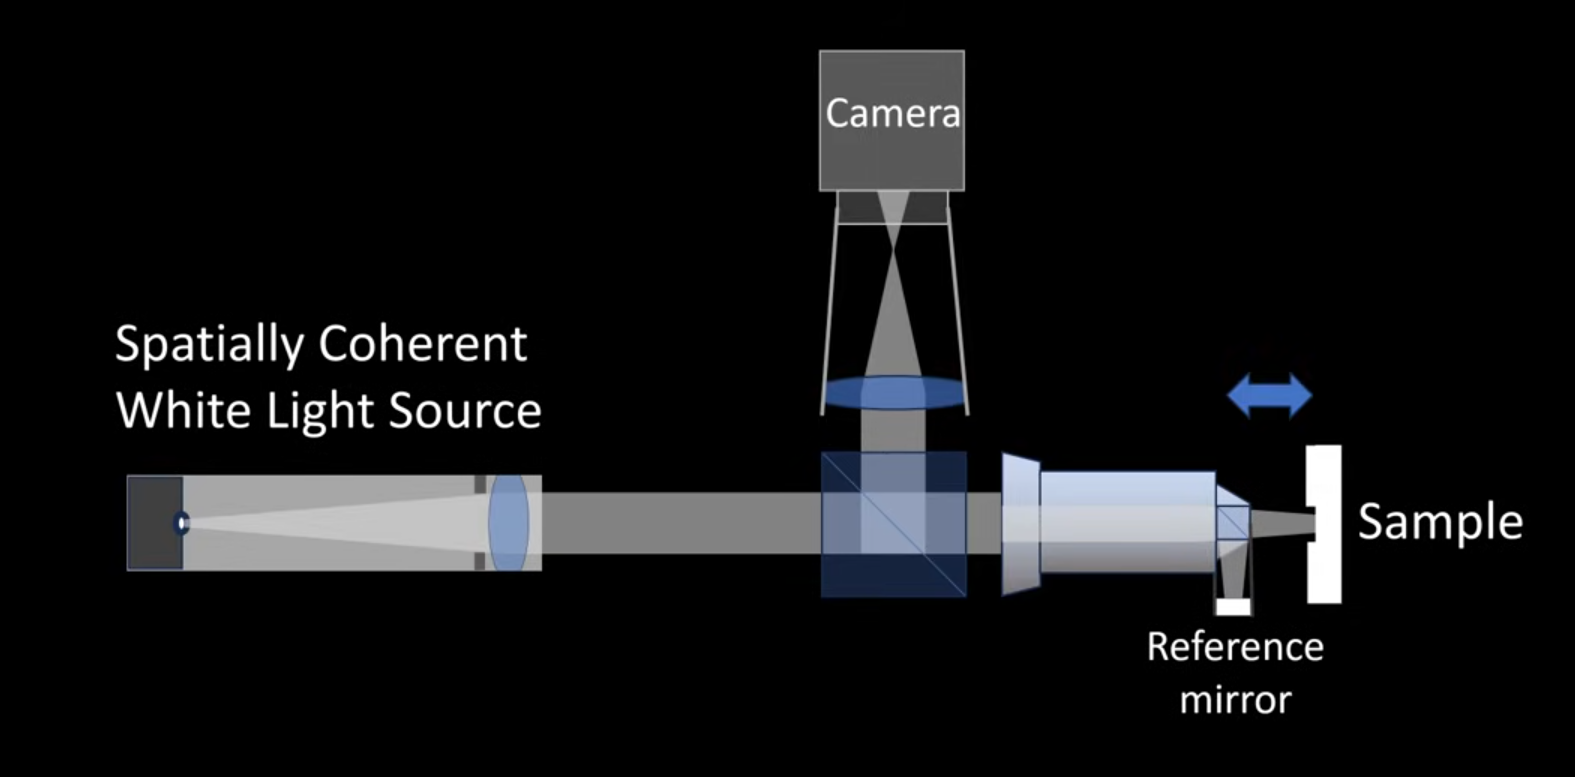 Camera
Spatially Coherent
White Light Source
Sample
Reference
mirror